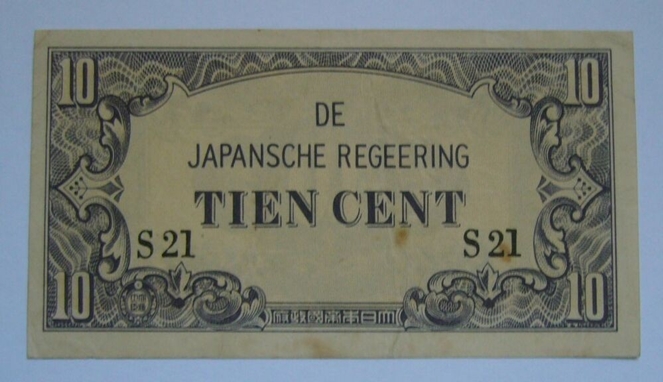 10 10
DE
JAPANSCHE REGEERING
TIEN CENT
S 21 S 21
10 10
府政國帝本日大